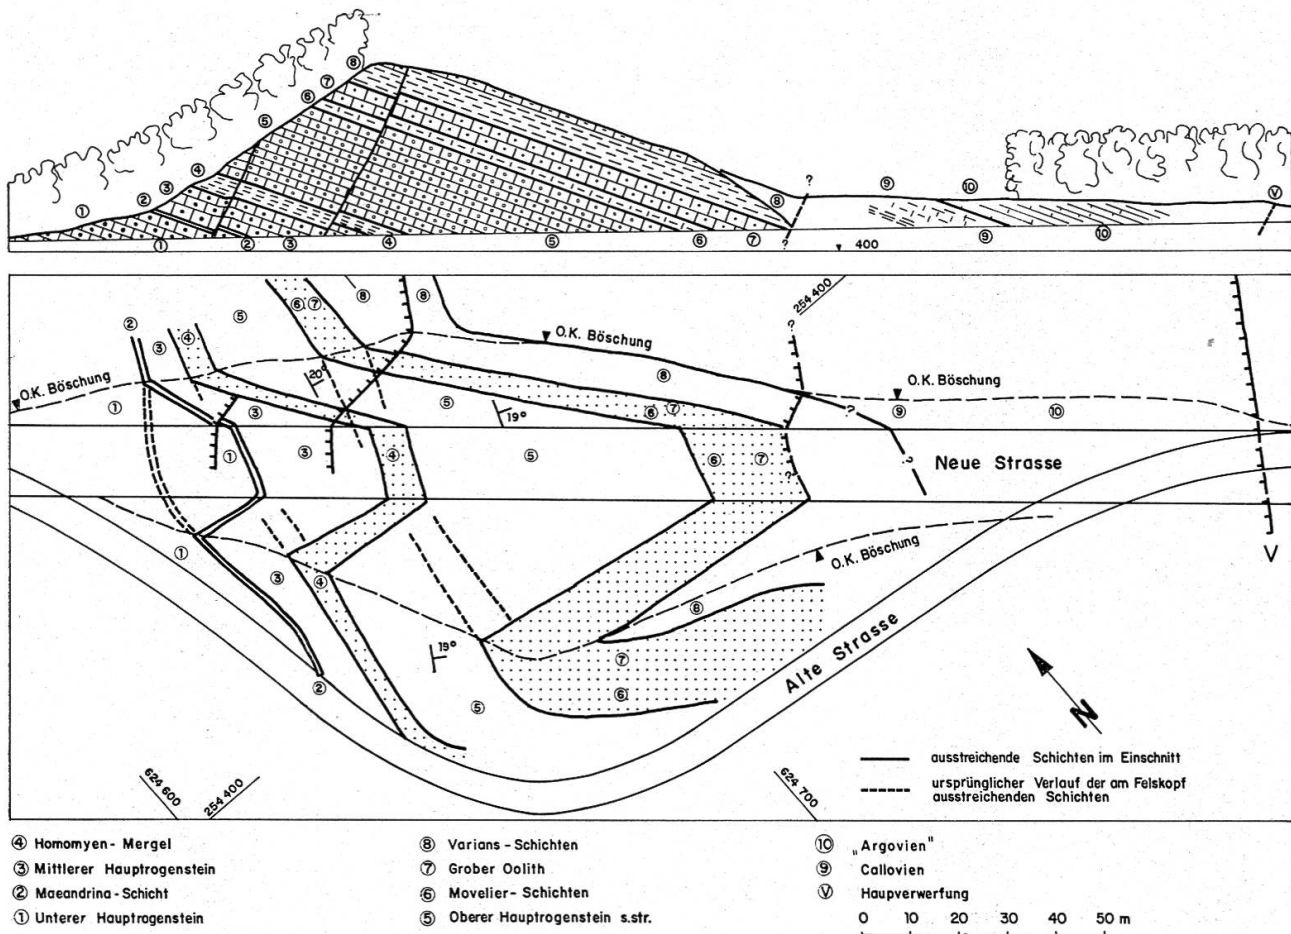 ① ② ③ ④ ⑤ ⑥ ⑦ ⑧
⑧ ? ⑨ ⑩ Ⓥ
① ② ③ ④ ⑤ ⑥ ⑦ ? 400 ⑨ ⑩
② ③ ④ ⑤ ⑥ ⑦ ⑧ ⑧
254 400
?
O.K. Böschung
O.K. Böschung
O.K. Böschung
① 20° ③ ⑤ 19° ⑥ ⑦ ⑧ ? ⑨ ⑩
① ③ ④ ⑤ ⑥ ⑦ ? ?
Neue Strasse
① ③ ④
O.K. Böschung
V
⑧
19°
② ⑤ ⑦ ⑥
Alte Strasse
N
624 600
254 400
624 700
ausstreichende Schichten im Einschnitt
ursprünglicher Verlauf der am Felskopf
ausstreichenden Schichten
④ Homomyen-Mergel
③ Mittlerer Hauptrogenstein
② Maeandrina-Schicht
① Unterer Hauptrogenstein
⑧ Varians-Schichten
⑦ Grober Oolith
⑥ Movelier-Schichten
⑤ Oberer Hauptrogenstein s.str.
⑩ „Argovien"
⑨ Callovien
Ⓥ Haupverwerfung
0 10 20 30 40 50 m